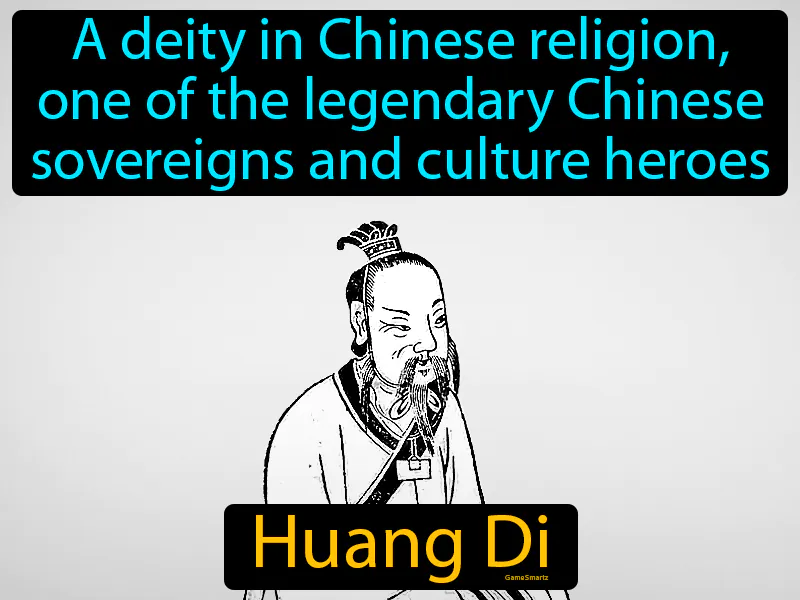 A deity in Chinese religion,
one of the legendary Chinese
sovereigns and culture heroes
Huang Di
GameSmartz